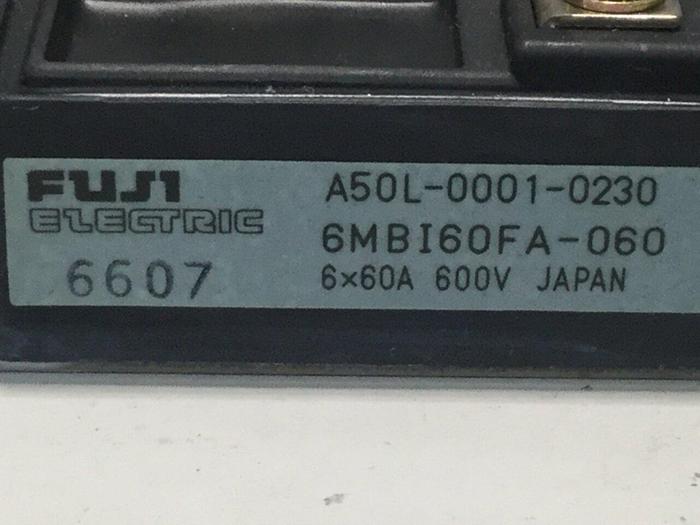 FUJI
ELECTRIC
6607
A50L-0001-0230
6MBI60FA-060
6×60A 600V JAPAN